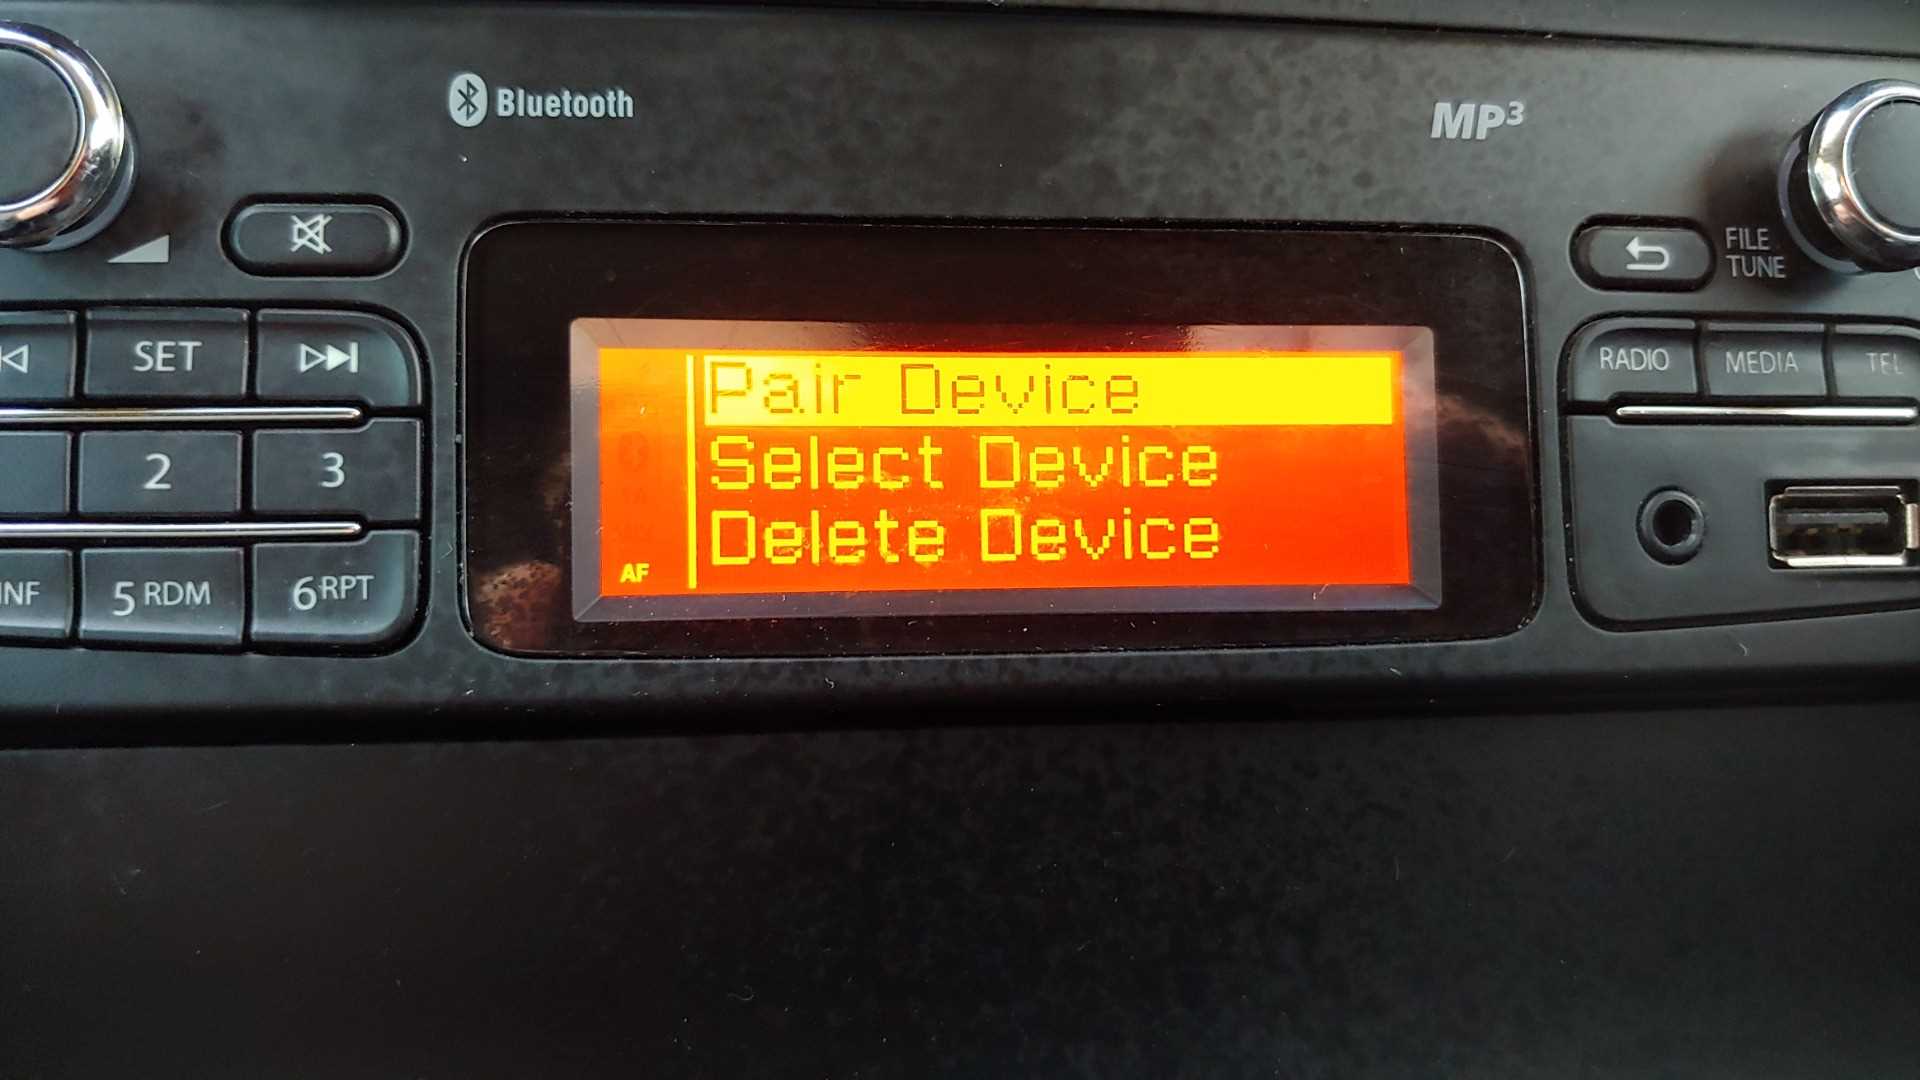 Bluetooth
MP3
FILE
TUNE
SET
RADIO
MEDIA
TEL
Pair Device
Select Device
Delete Device
AF
2
3
INF
5 RDM
6 RPT